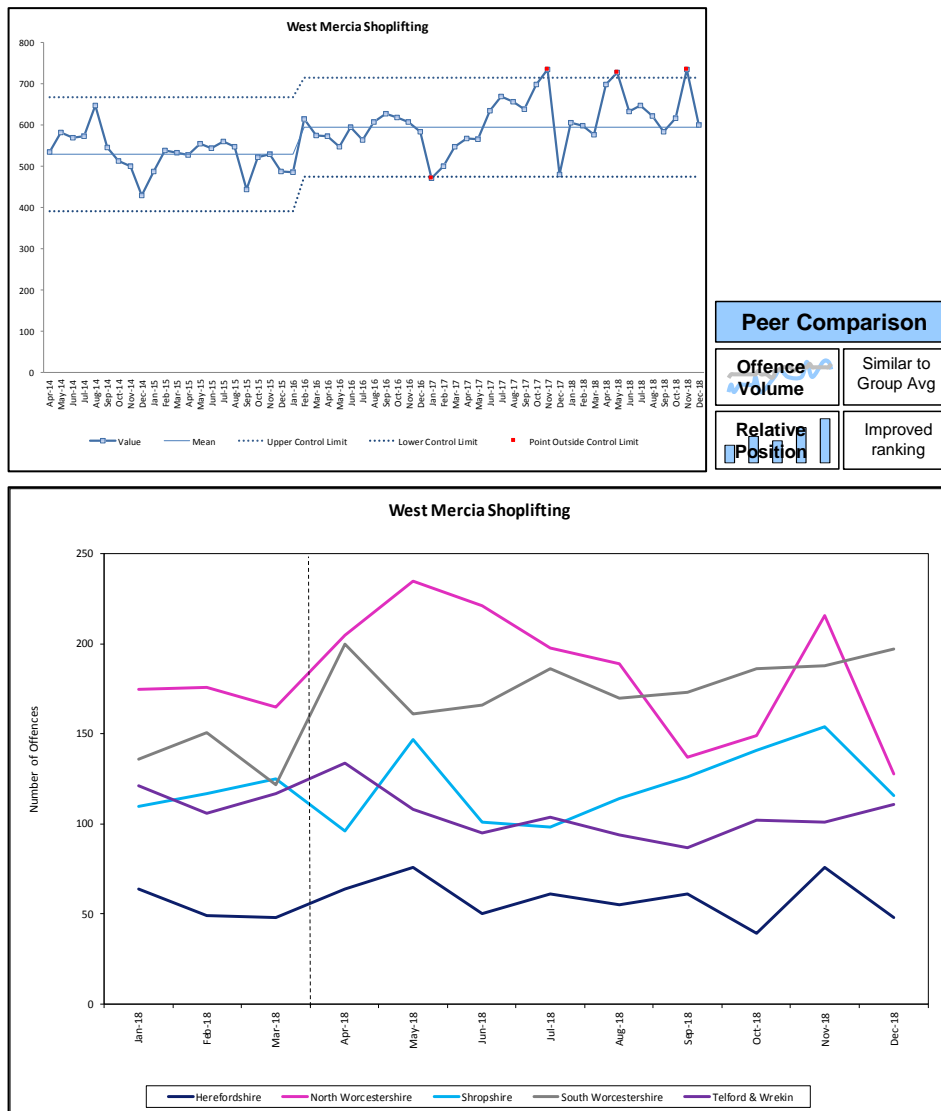 West Mercia Shoplifting
800
700
600
500
400
300
200
100
0
Apr-14
May-14
Jun-14
Jul-14
Aug-14
Sep-14
Oct-14
Nov-14
Dec-14
Jan-15
Feb-15
Mar-15
Apr-15
May-15
Jun-15
Jul-15
Aug-15
Sep-15
Oct-15
Nov-15
Dec-15
Jan-16
Feb-16
Mar-16
Apr-16
May-16
Jun-16
Jul-16
Aug-16
Sep-16
Oct-16
Nov-16
Dec-16
Jan-17
Feb-17
Mar-17
Apr-17
May-17
Jun-17
Jul-17
Aug-17
Sep-17
Oct-17
Nov-17
Dec-17
Jan-18
Feb-18
Mar-18
Apr-18
May-18
Jun-18
Jul-18
Aug-18
Sep-18
Oct-18
Nov-18
Dec-18
Value Mean Upper Control Limit Lower Control Limit Point Outside Control Limit
Peer Comparison
Offence
Volume
Similar to
Group Avg
Relative
Position
Improved
ranking
West Mercia Shoplifting
Number of Offences
250
200
150
100
50
0
Jan-18
Feb-18
Mar-18
Apr-18
May-18
Jun-18
Jul-18
Aug-18
Sep-18
Oct-18
Nov-18
Dec-18
Herefordshire North Worcestershire Shropshire South Worcestershire Telford & Wrekin